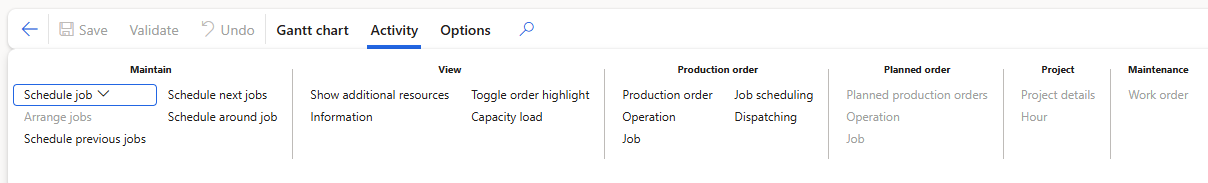 Save Validate Undo Gantt chart Activity Options
Maintain
Schedule job Schedule next jobs
Arrange jobs Schedule around job
Schedule previous jobs
View
Show additional resources Toggle order highlight
Information Capacity load
Production order
Production order Job scheduling
Operation Dispatching
Job
Planned order
Planned production orders
Operation
Job
Project
Project details
Hour
Maintenance
Work order